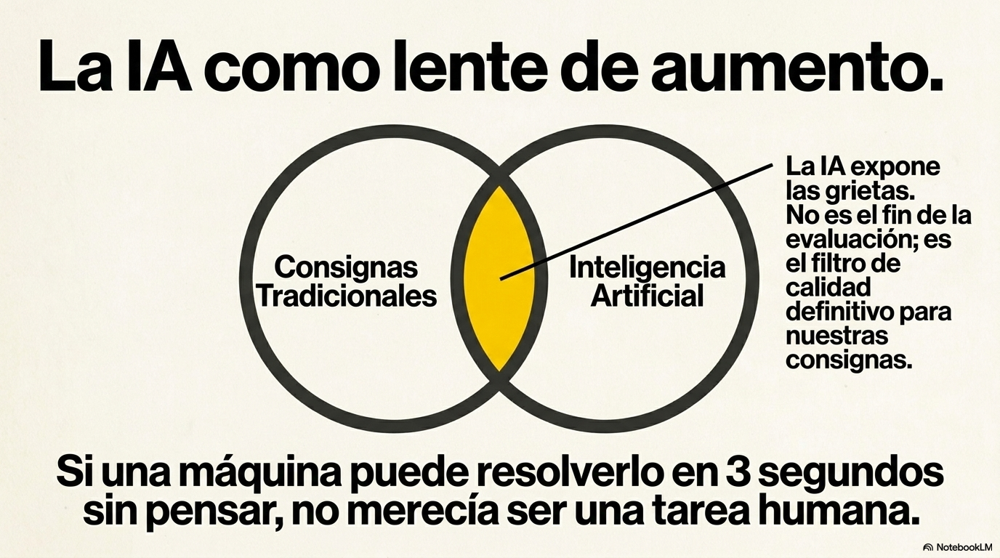 La IA como lente de aumento.
Consignas
Tradicionales
Inteligencia
Artificial
La IA expone
las grietas.
No es el fin de la
evaluación; es
el filtro de
calidad
definitivo para
nuestras
consignas.
Si una máquina puede resolverlo en 3 segundos
sin pensar, no merecía ser una tarea humana.
NotebookLM